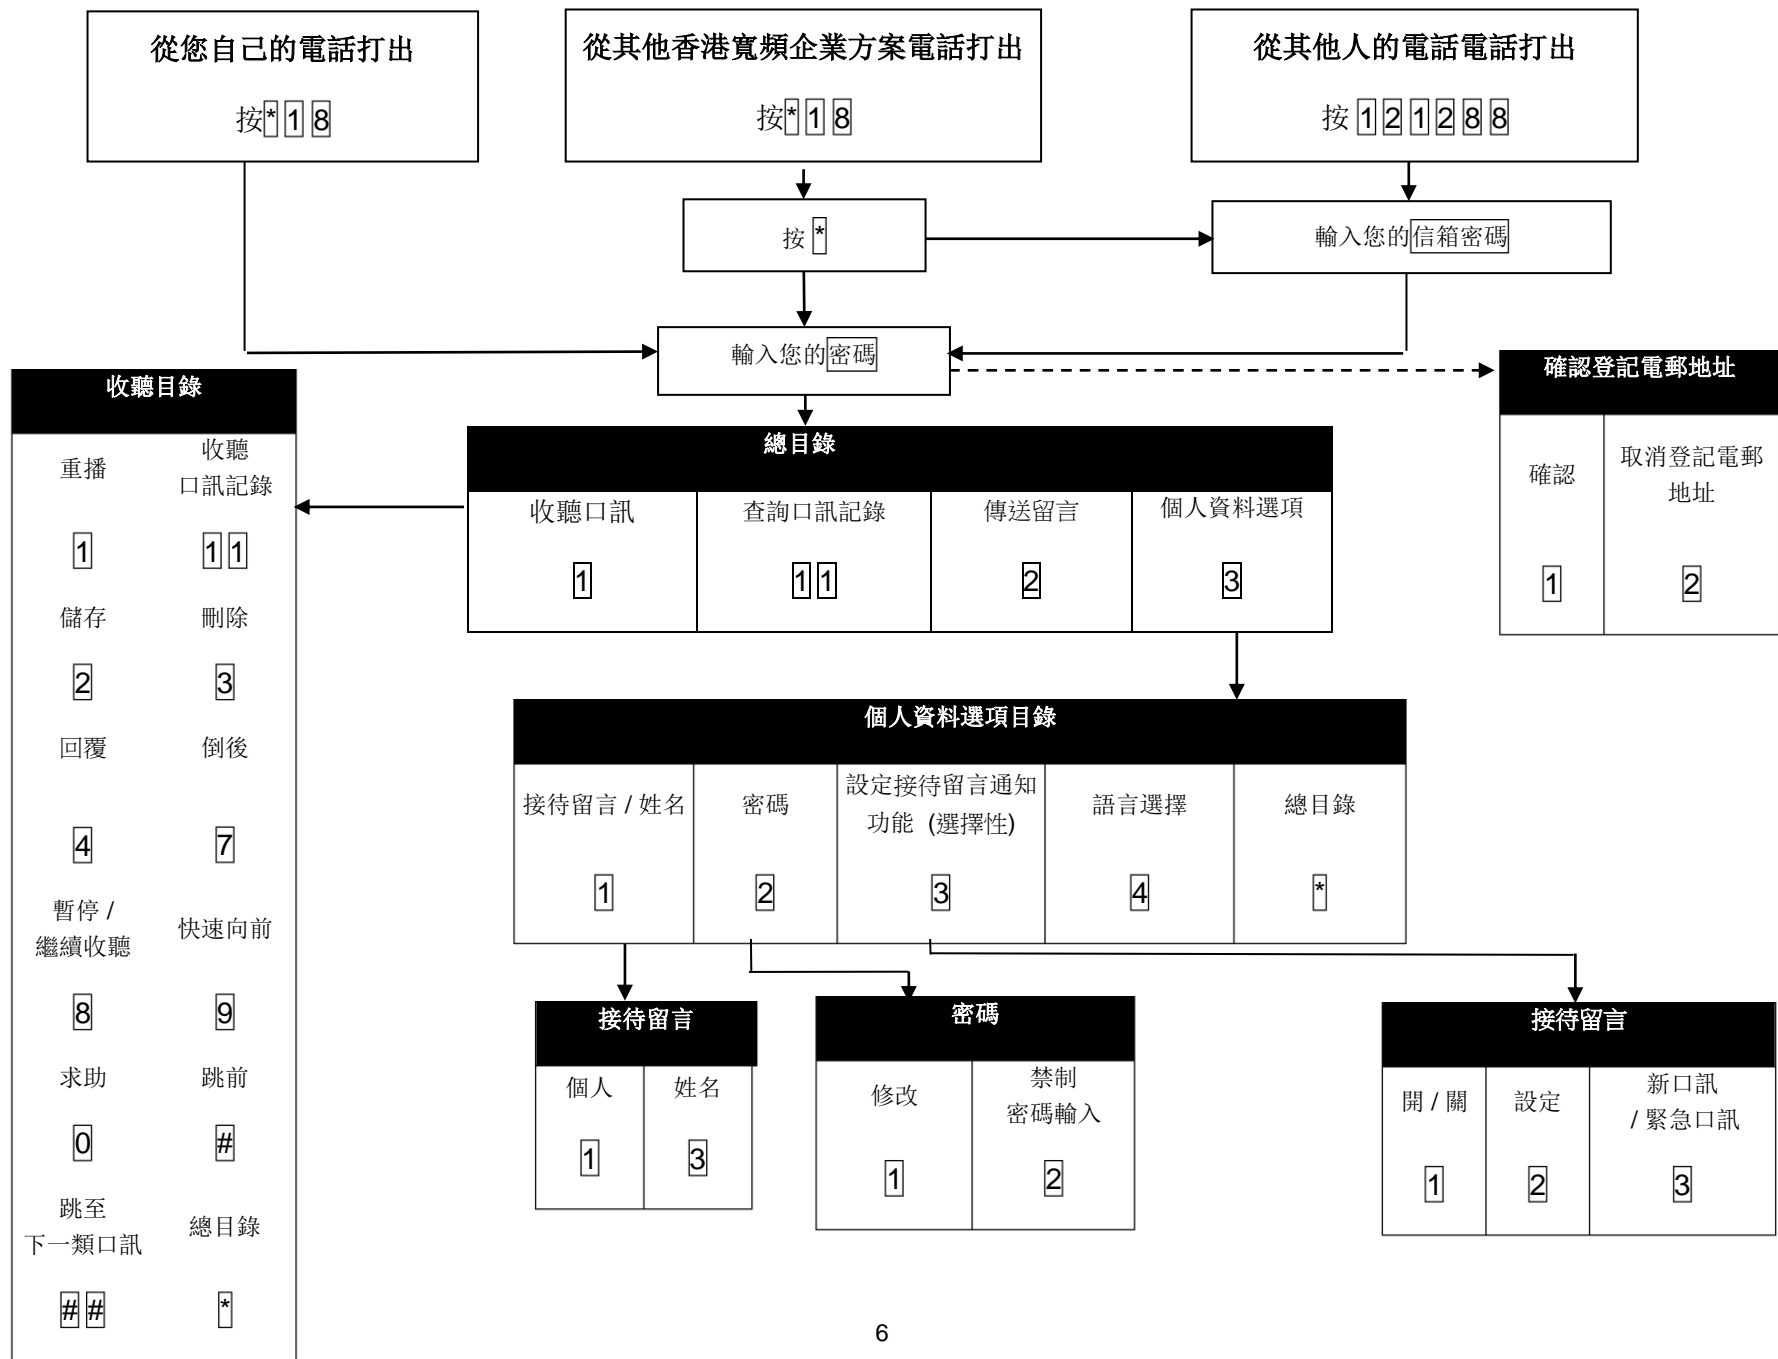 從您自己的電話打出
按*18
從其他香港寬頻企業方案電話打出
按*18
從其他人的電話電話打出
按 121288
按 *
輸入您的信箱密碼
輸入您的密碼
確認登記電郵地址
確認
1
取消登記電郵
地址
2
總目錄
收聽口訊
1
查詢口訊記錄
11
傳送留言
2
個人資料選項
3
收聽目錄
重播
1
收聽
口訊記錄
11
儲存
2
刪除
3
回覆
4
倒後
7
暫停 /
繼續收聽
8
快速向前
9
求助
0
跳前
#
跳至
下一類口訊
##
總目錄
*
個人資料選項目錄
接待留言 / 姓名
1
密碼
2
設定接待留言通知
功能 (選擇性)
3
語言選擇
4
總目錄
*
接待留言
個人
1
姓名
3
密碼
修改
1
禁制
密碼輸入
2
接待留言
開 / 關
1
設定
2
新口訊
/ 緊急口訊
3
6